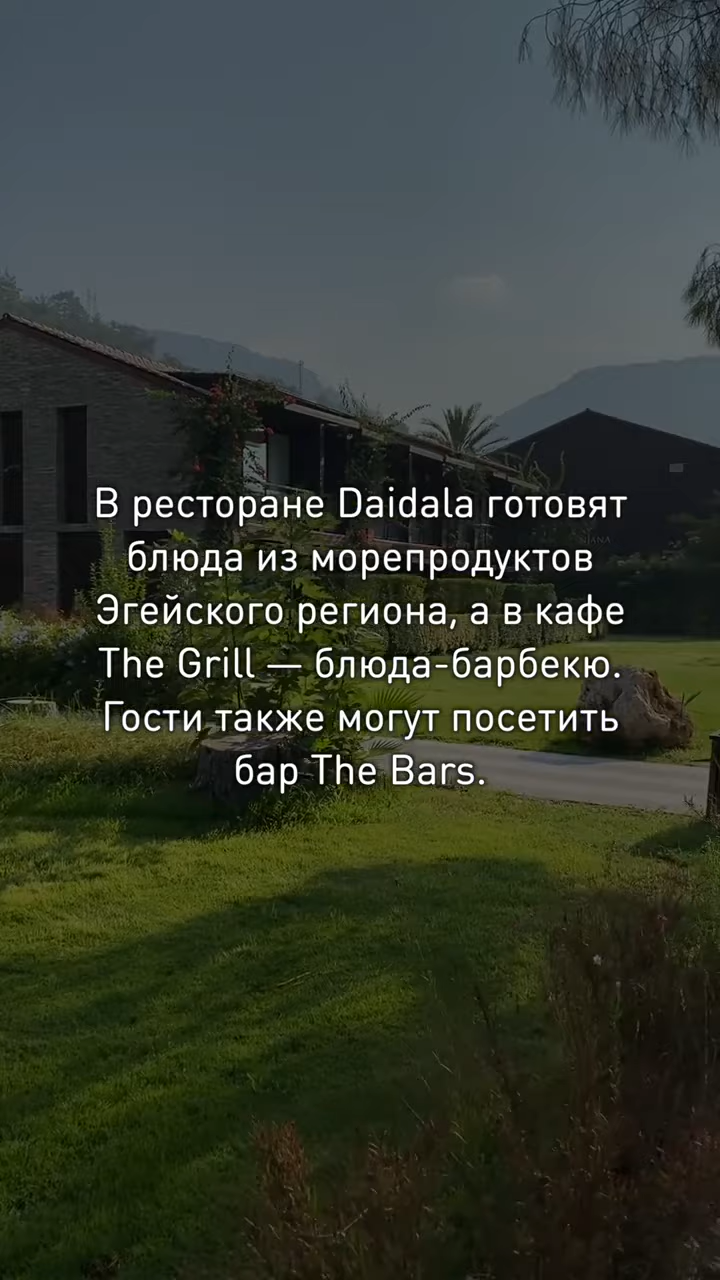 В ресторане Daidala готовят
блюда из морепродуктов
Эгейского региона, а в кафе
The Grill — блюда-барбекю.
Гости также могут посетить
бар The Bars.